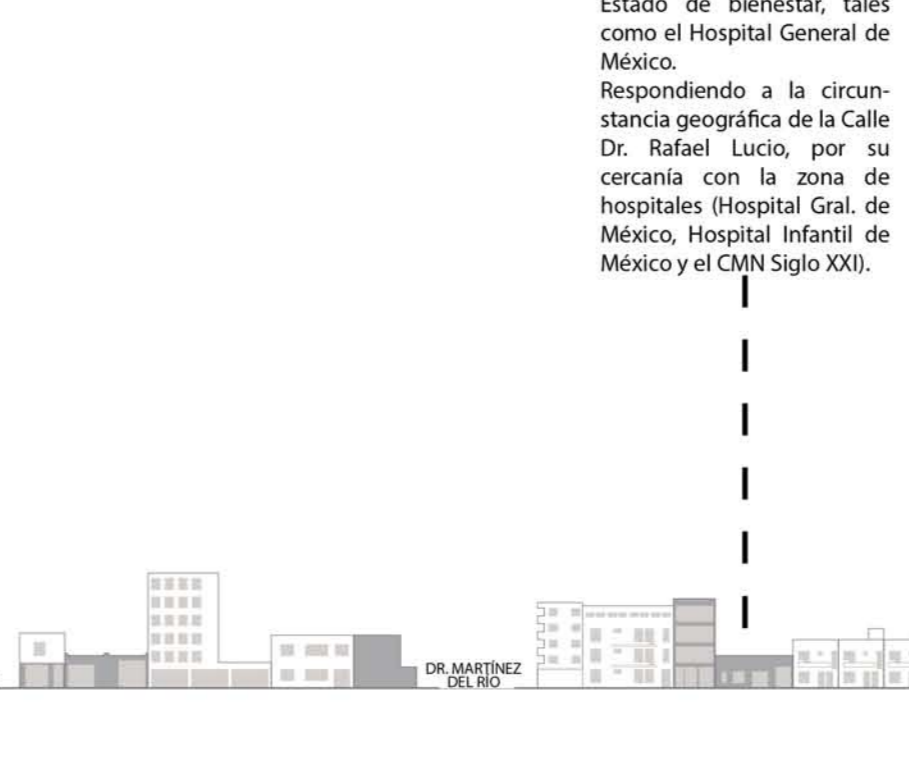 Estado de bienestar, tales
como el Hospital General de
México.
Respondiendo a la circun-
stancia geográfica de la Calle
Dr. Rafael Lucio, por su
cercanía con la zona de
hospitales (Hospital Gral. de
México, Hospital Infantil de
México y el CMN Siglo XXI).
DR. MARTÍNEZ
DEL RÍO